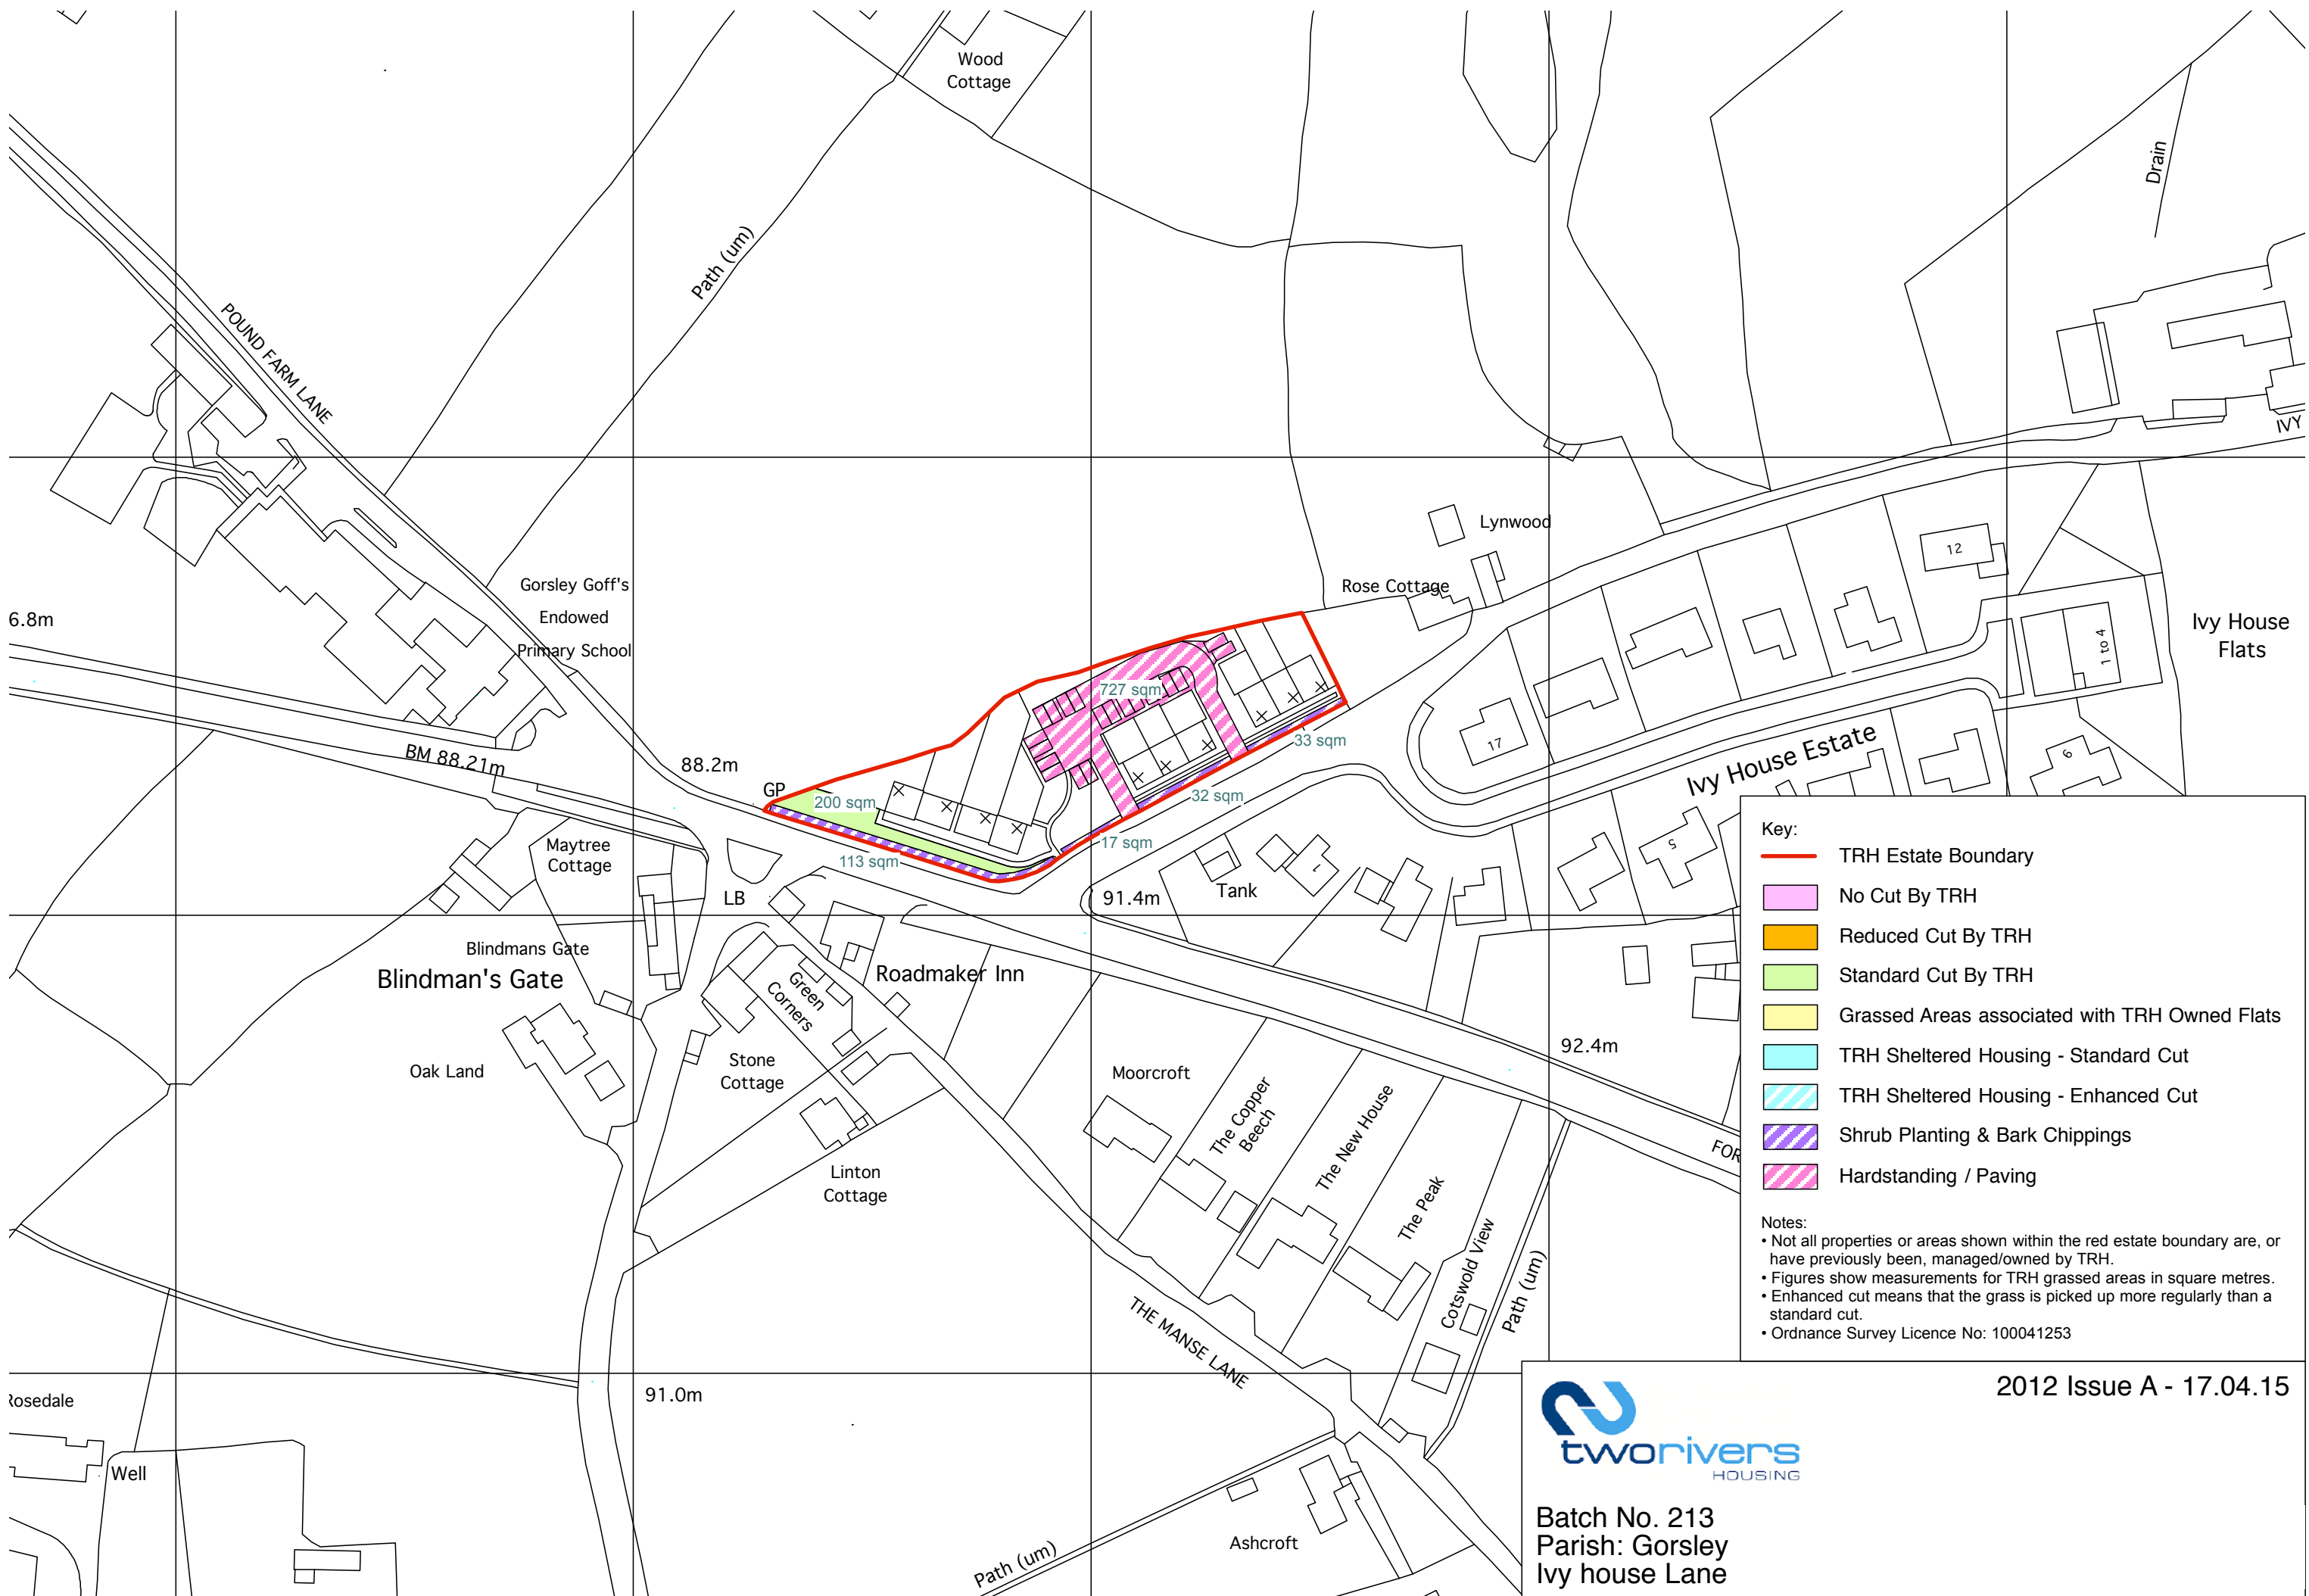 Wood
Cottage
Drain
Path (um)
POUND FARM LANE
IVY
Lynwood
12
Gorsley Goff's
Endowed
Primary School
Rose Cottage
6.8m
1 to 4
Ivy House
Flats
727 sqm
17
33 sqm
BM 88.21m
88.2m
GP
200 sqm
32 sqm
Ivy House Estate
6
5
17 sqm
113 sqm
Maytree
Cottage
1
Tank
LB
91.4m
Blindmans Gate
Blindman's Gate
Green
Corners
Roadmaker Inn
Oak Land
Stone
Cottage
Moorcroft
92.4m
The Copper
Beech
The New House
FOR
Linton
Cottage
The Peak
Cotswold View
Path (um)
THE MANSE LANE
Rosedale
91.0m
Well
Ashcroft
Path (um)
Key:
TRH Estate Boundary
No Cut By TRH
Reduced Cut By TRH
Standard Cut By TRH
Grassed Areas associated with TRH Owned Flats
TRH Sheltered Housing - Standard Cut
TRH Sheltered Housing - Enhanced Cut
Shrub Planting & Bark Chippings
Hardstanding / Paving
Notes:
• Not all properties or areas shown within the red estate boundary are, or
have previously been, managed/owned by TRH.
• Figures show measurements for TRH grassed areas in square metres.
• Enhanced cut means that the grass is picked up more regularly than a
standard cut.
• Ordnance Survey Licence No: 100041253
2012 Issue A - 17.04.15
tworivers
HOUSING
Batch No. 213
Parish: Gorsley
Ivy house Lane